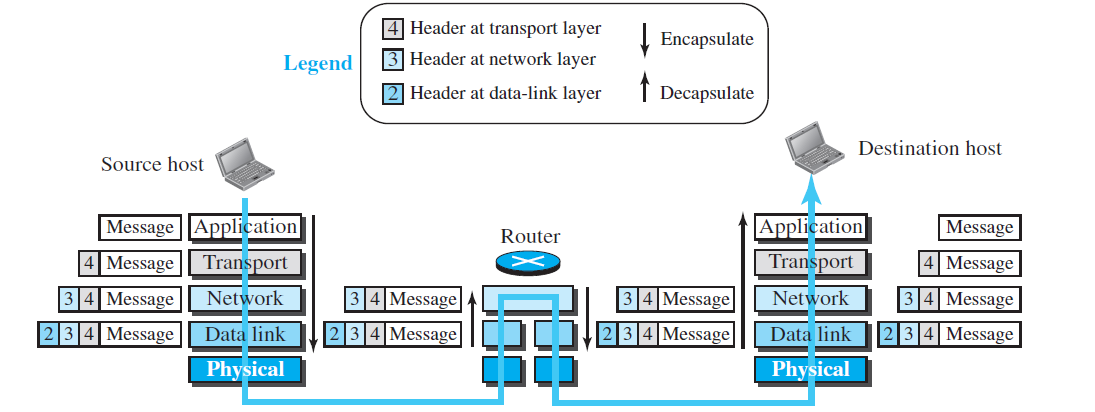 4 Header at transport layer
Encapsulate
Legend
3 Header at network layer
2 Header at data-link layer
Decapsulate
Source host
Destination host
Message Application
Router
Application Message
4 Message Transport
Transport 4 Message
3 4 Message Network
3 4 Message
3 4 Message
Network 3 4 Message
2 3 4 Message Data link
2 3 4 Message
2 3 4 Message
Data link 2 3 4 Message
Physical
Physical